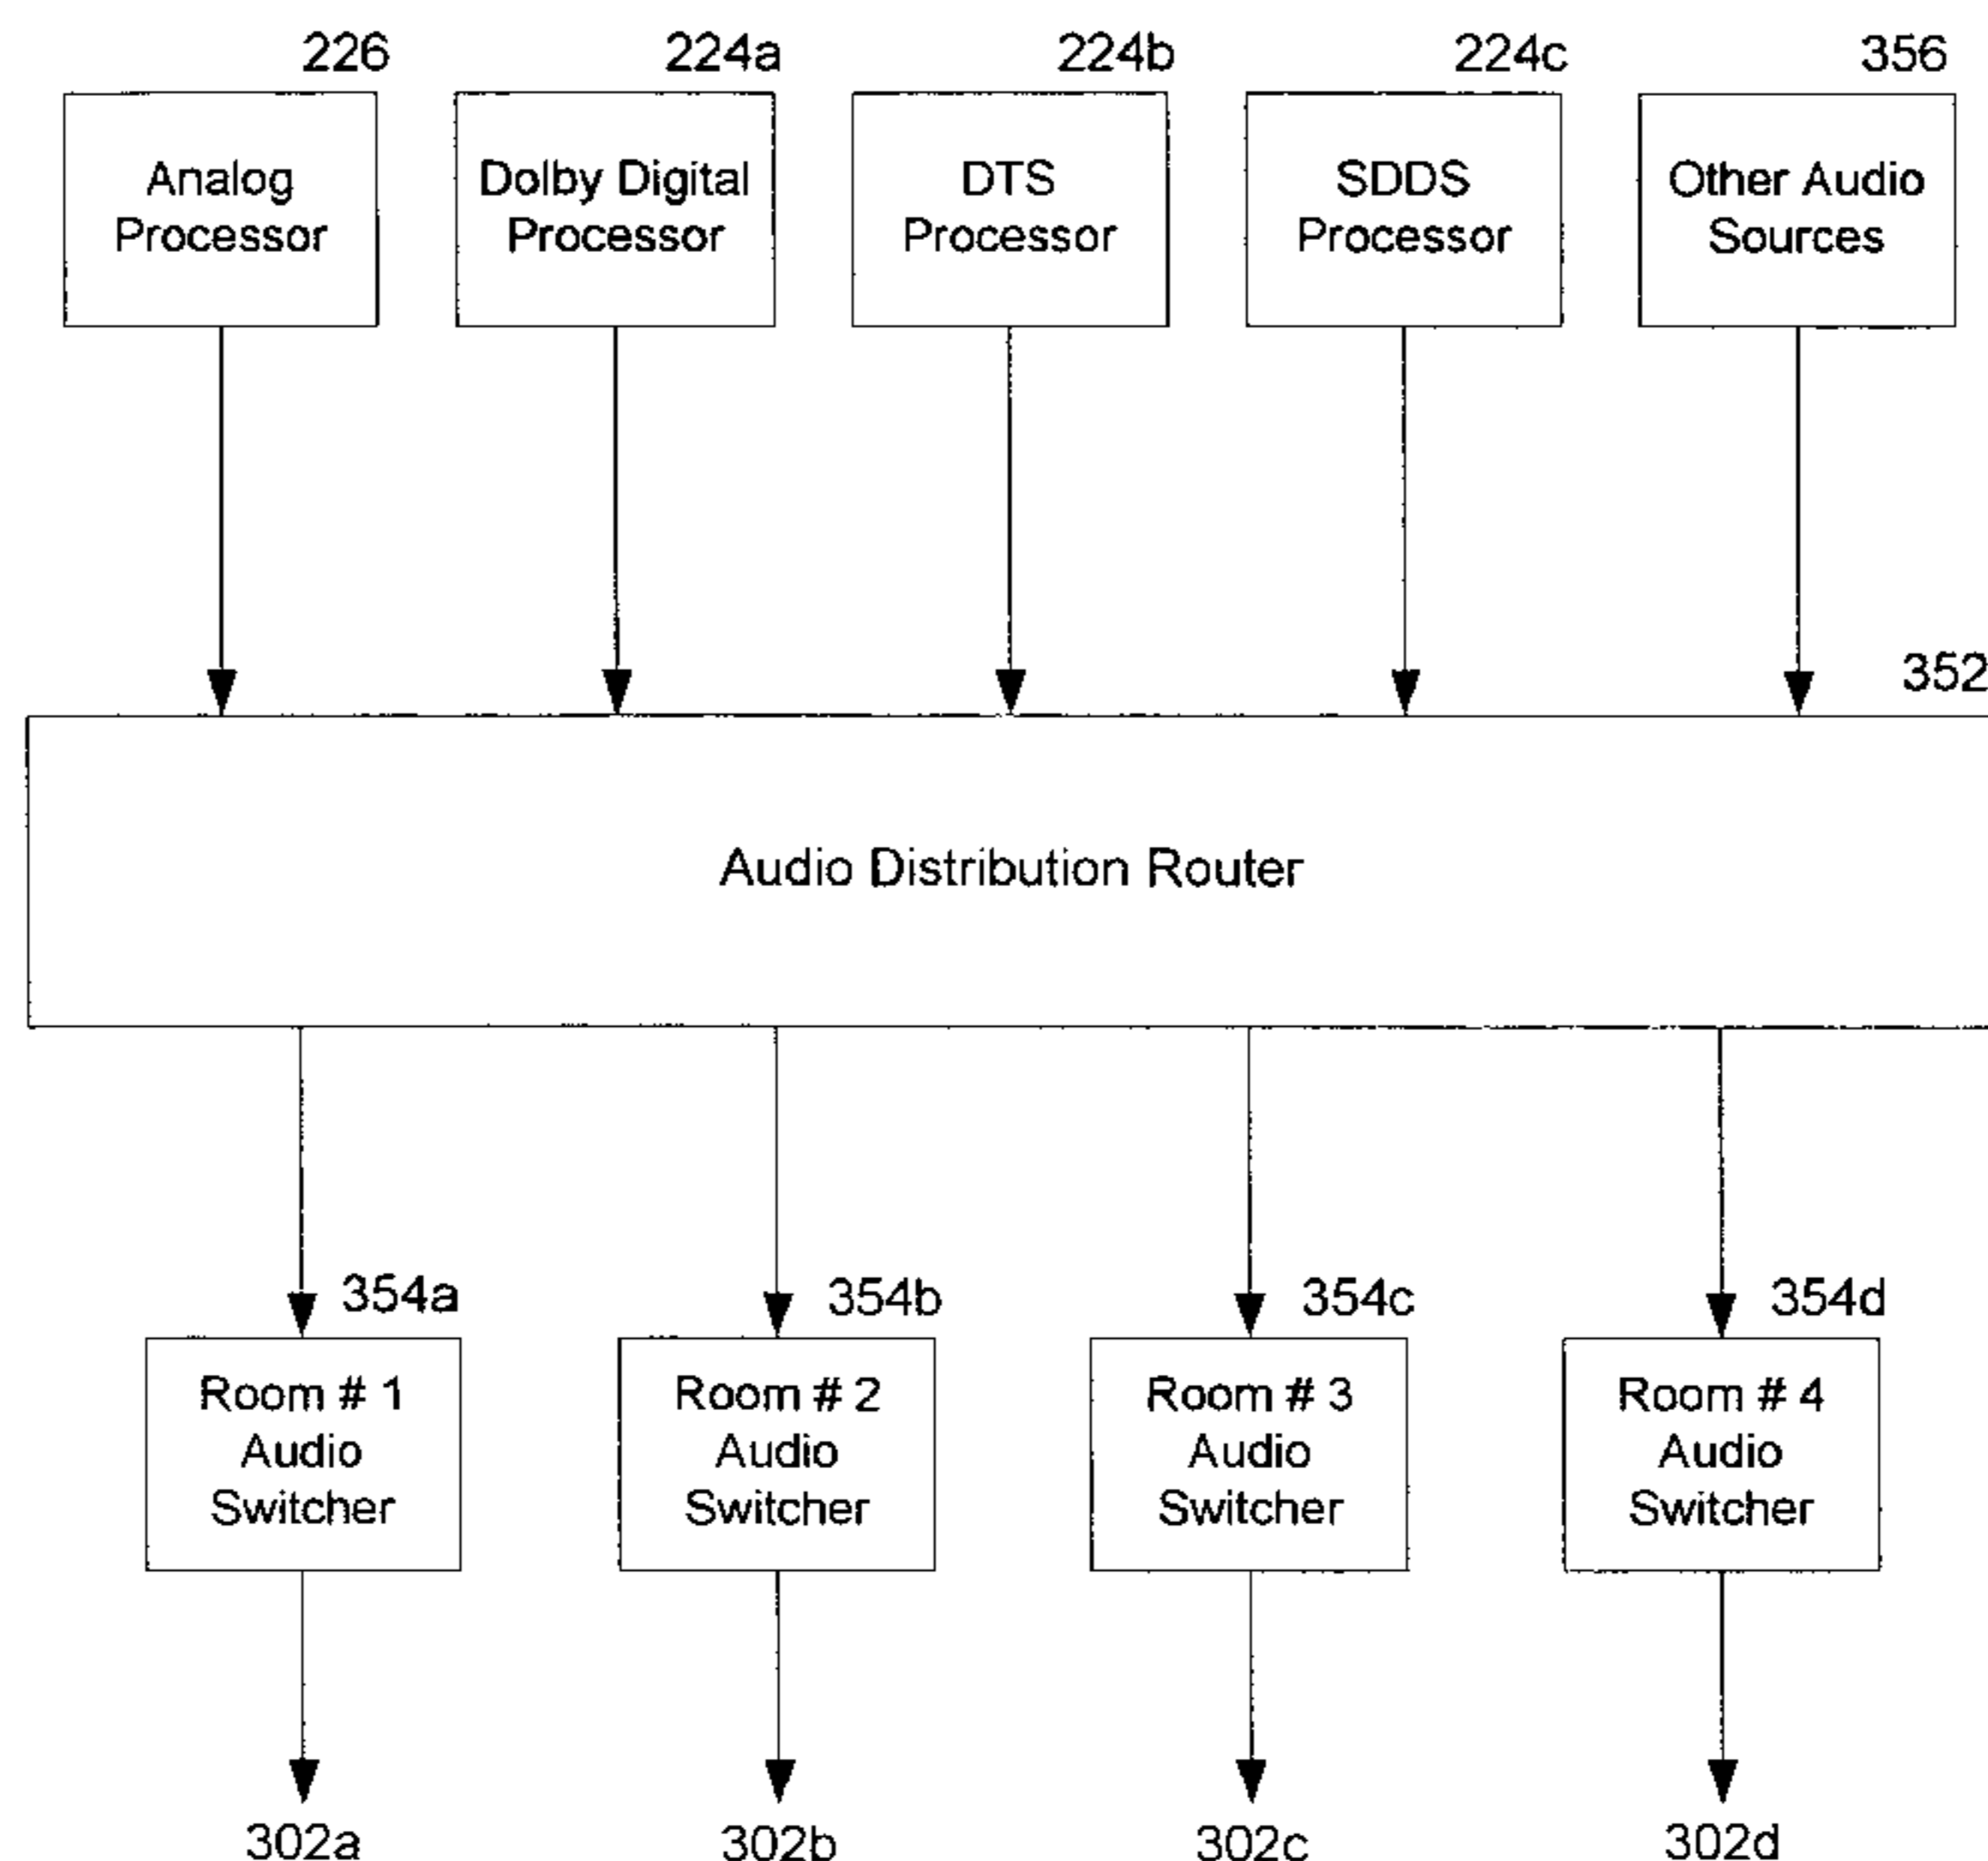 226 224a 224b 224c 356
Analog Processor
Dolby Digital Processor
DTS Processor
SDDS Processor
Other Audio Sources
352
Audio Distribution Router
354a 354b 354c 354d
Room # 1 Audio Switcher
Room # 2 Audio Switcher
Room # 3 Audio Switcher
Room # 4 Audio Switcher
302a 302b 302c 302d